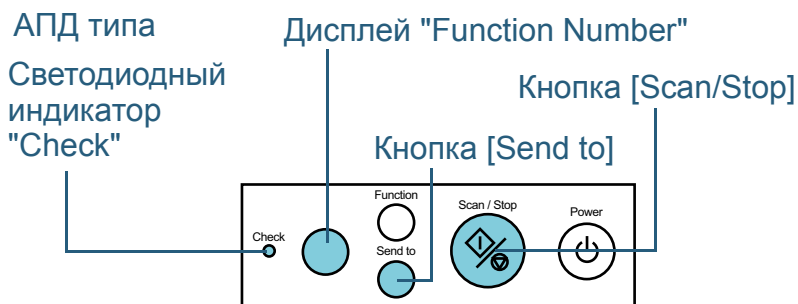 АПД типа
Дисплей "Function Number"
Светодиодный
индикатор
"Check"
Кнопка [Scan/Stop]
Кнопка [Send to]
Function
Scan / Stop
Power
Check
Send to